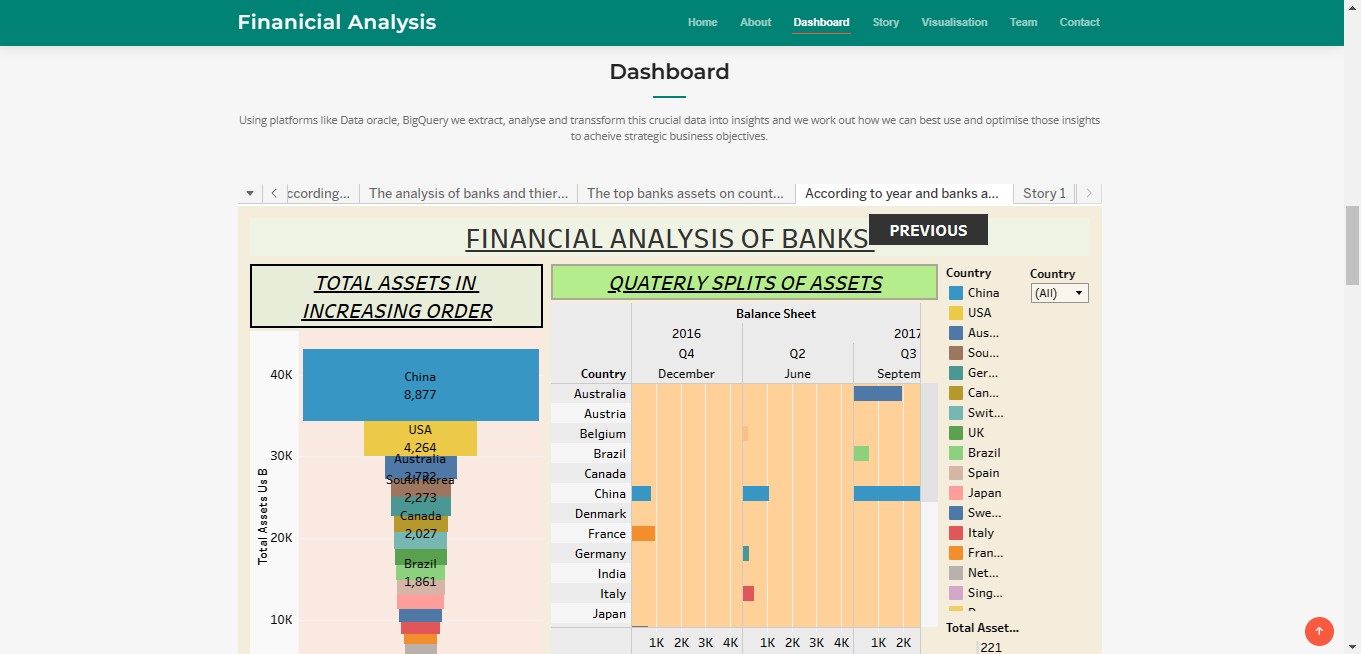 Finanicial Analysis
Home About Dashboard Story Visualisation Team Contact
Dashboard
Using platforms like Data oracle, BigQuery we extract, analyse and transsform this crucial data into insights and we work out how we can best use and optimise those insights
to acheive strategic business objectives.
ccording... The analysis of banks and thier... The top banks assets on count... According to year and banks a... Story 1
FINANCIAL ANALYSIS OF BANKS
PREVIOUS
TOTAL ASSETS IN
INCREASING ORDER
Total Assets Us B
40K
30K
20K
10K
China
8,877
USA
4,264
Australia
South Korea
2,273
Canada
2,027
Brazil
1,861
QUATERLY SPLITS OF ASSETS
Balance Sheet
2016 2017
Q4 Q2 Q3
Country December June Septem
Australia
Austria
Belgium
Brazil
Canada
China
Denmark
France
Germany
India
Italy
Japan
1K 2K 3K 4K 1K 2K 3K 4K 1K 2K
Country
China
USA
Aus...
Sou...
Ger...
Can...
Swit...
UK
Brazil
Spain
Japan
Swe...
Italy
Fran...
Net...
Sing...
Country
(All)
Total Asset...
221